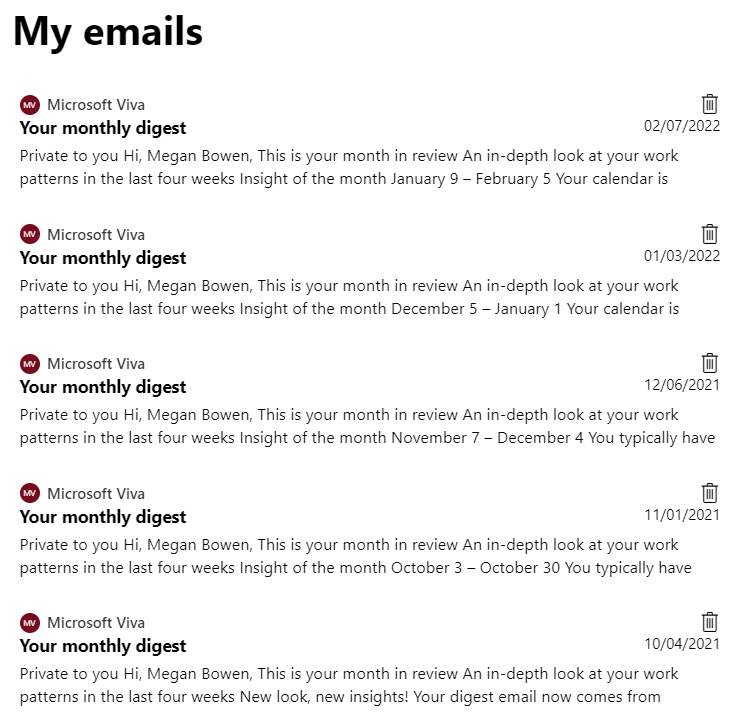 My emails
MV Microsoft Viva
Your monthly digest 02/07/2022
Private to you Hi, Megan Bowen, This is your month in review An in-depth look at your work
patterns in the last four weeks Insight of the month January 9 – February 5 Your calendar is
MV Microsoft Viva
Your monthly digest 01/03/2022
Private to you Hi, Megan Bowen, This is your month in review An in-depth look at your work
patterns in the last four weeks Insight of the month December 5 – January 1 Your calendar is
MV Microsoft Viva
Your monthly digest 12/06/2021
Private to you Hi, Megan Bowen, This is your month in review An in-depth look at your work
patterns in the last four weeks Insight of the month November 7 – December 4 You typically have
MV Microsoft Viva
Your monthly digest 11/01/2021
Private to you Hi, Megan Bowen, This is your month in review An in-depth look at your work
patterns in the last four weeks Insight of the month October 3 – October 30 You typically have
MV Microsoft Viva
Your monthly digest 10/04/2021
Private to you Hi, Megan Bowen, This is your month in review An in-depth look at your work
patterns in the last four weeks New look, new insights! Your digest email now comes from